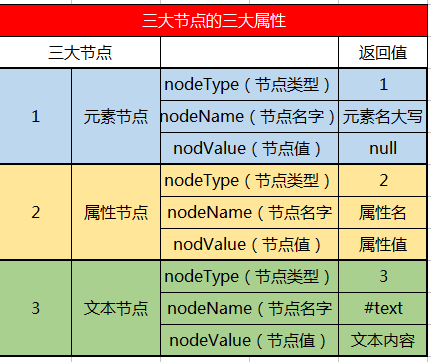 三大节点的三大属性
三大节点 返回值
1 元素节点 nodeType（节点类型） 1
nodeName（节点名字） 元素名大写
nodValue（节点值） null
2 属性节点 nodeType（节点类型） 2
nodeName（节点名字 属性名
nodValue（节点值） 属性值
3 文本节点 nodeType（节点类型） 3
nodeName（节点名字 #text
nodeValue（节点值） 文本内容